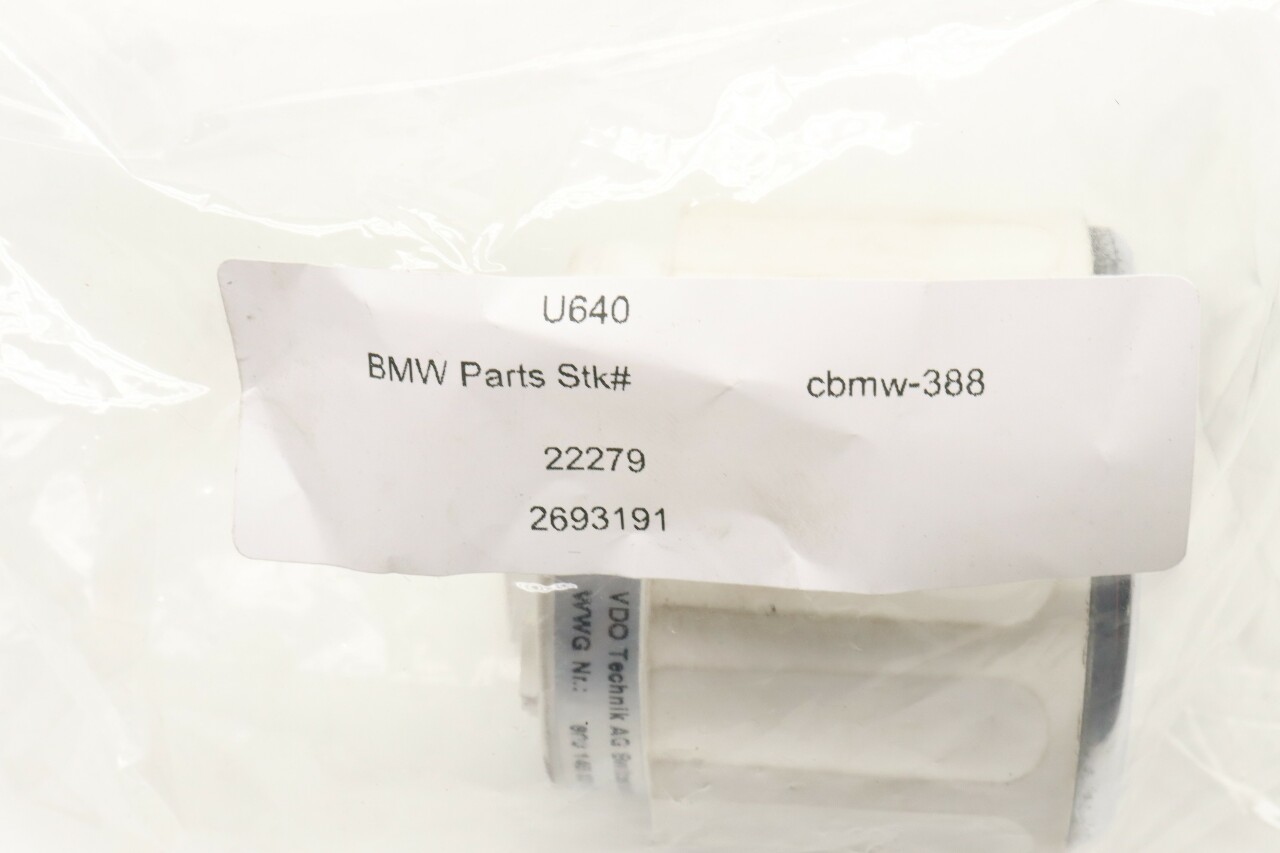 U640
BMW Parts Stk# cbmw-388
22279
2693191
VDO Technik AG
WWG Nr.: